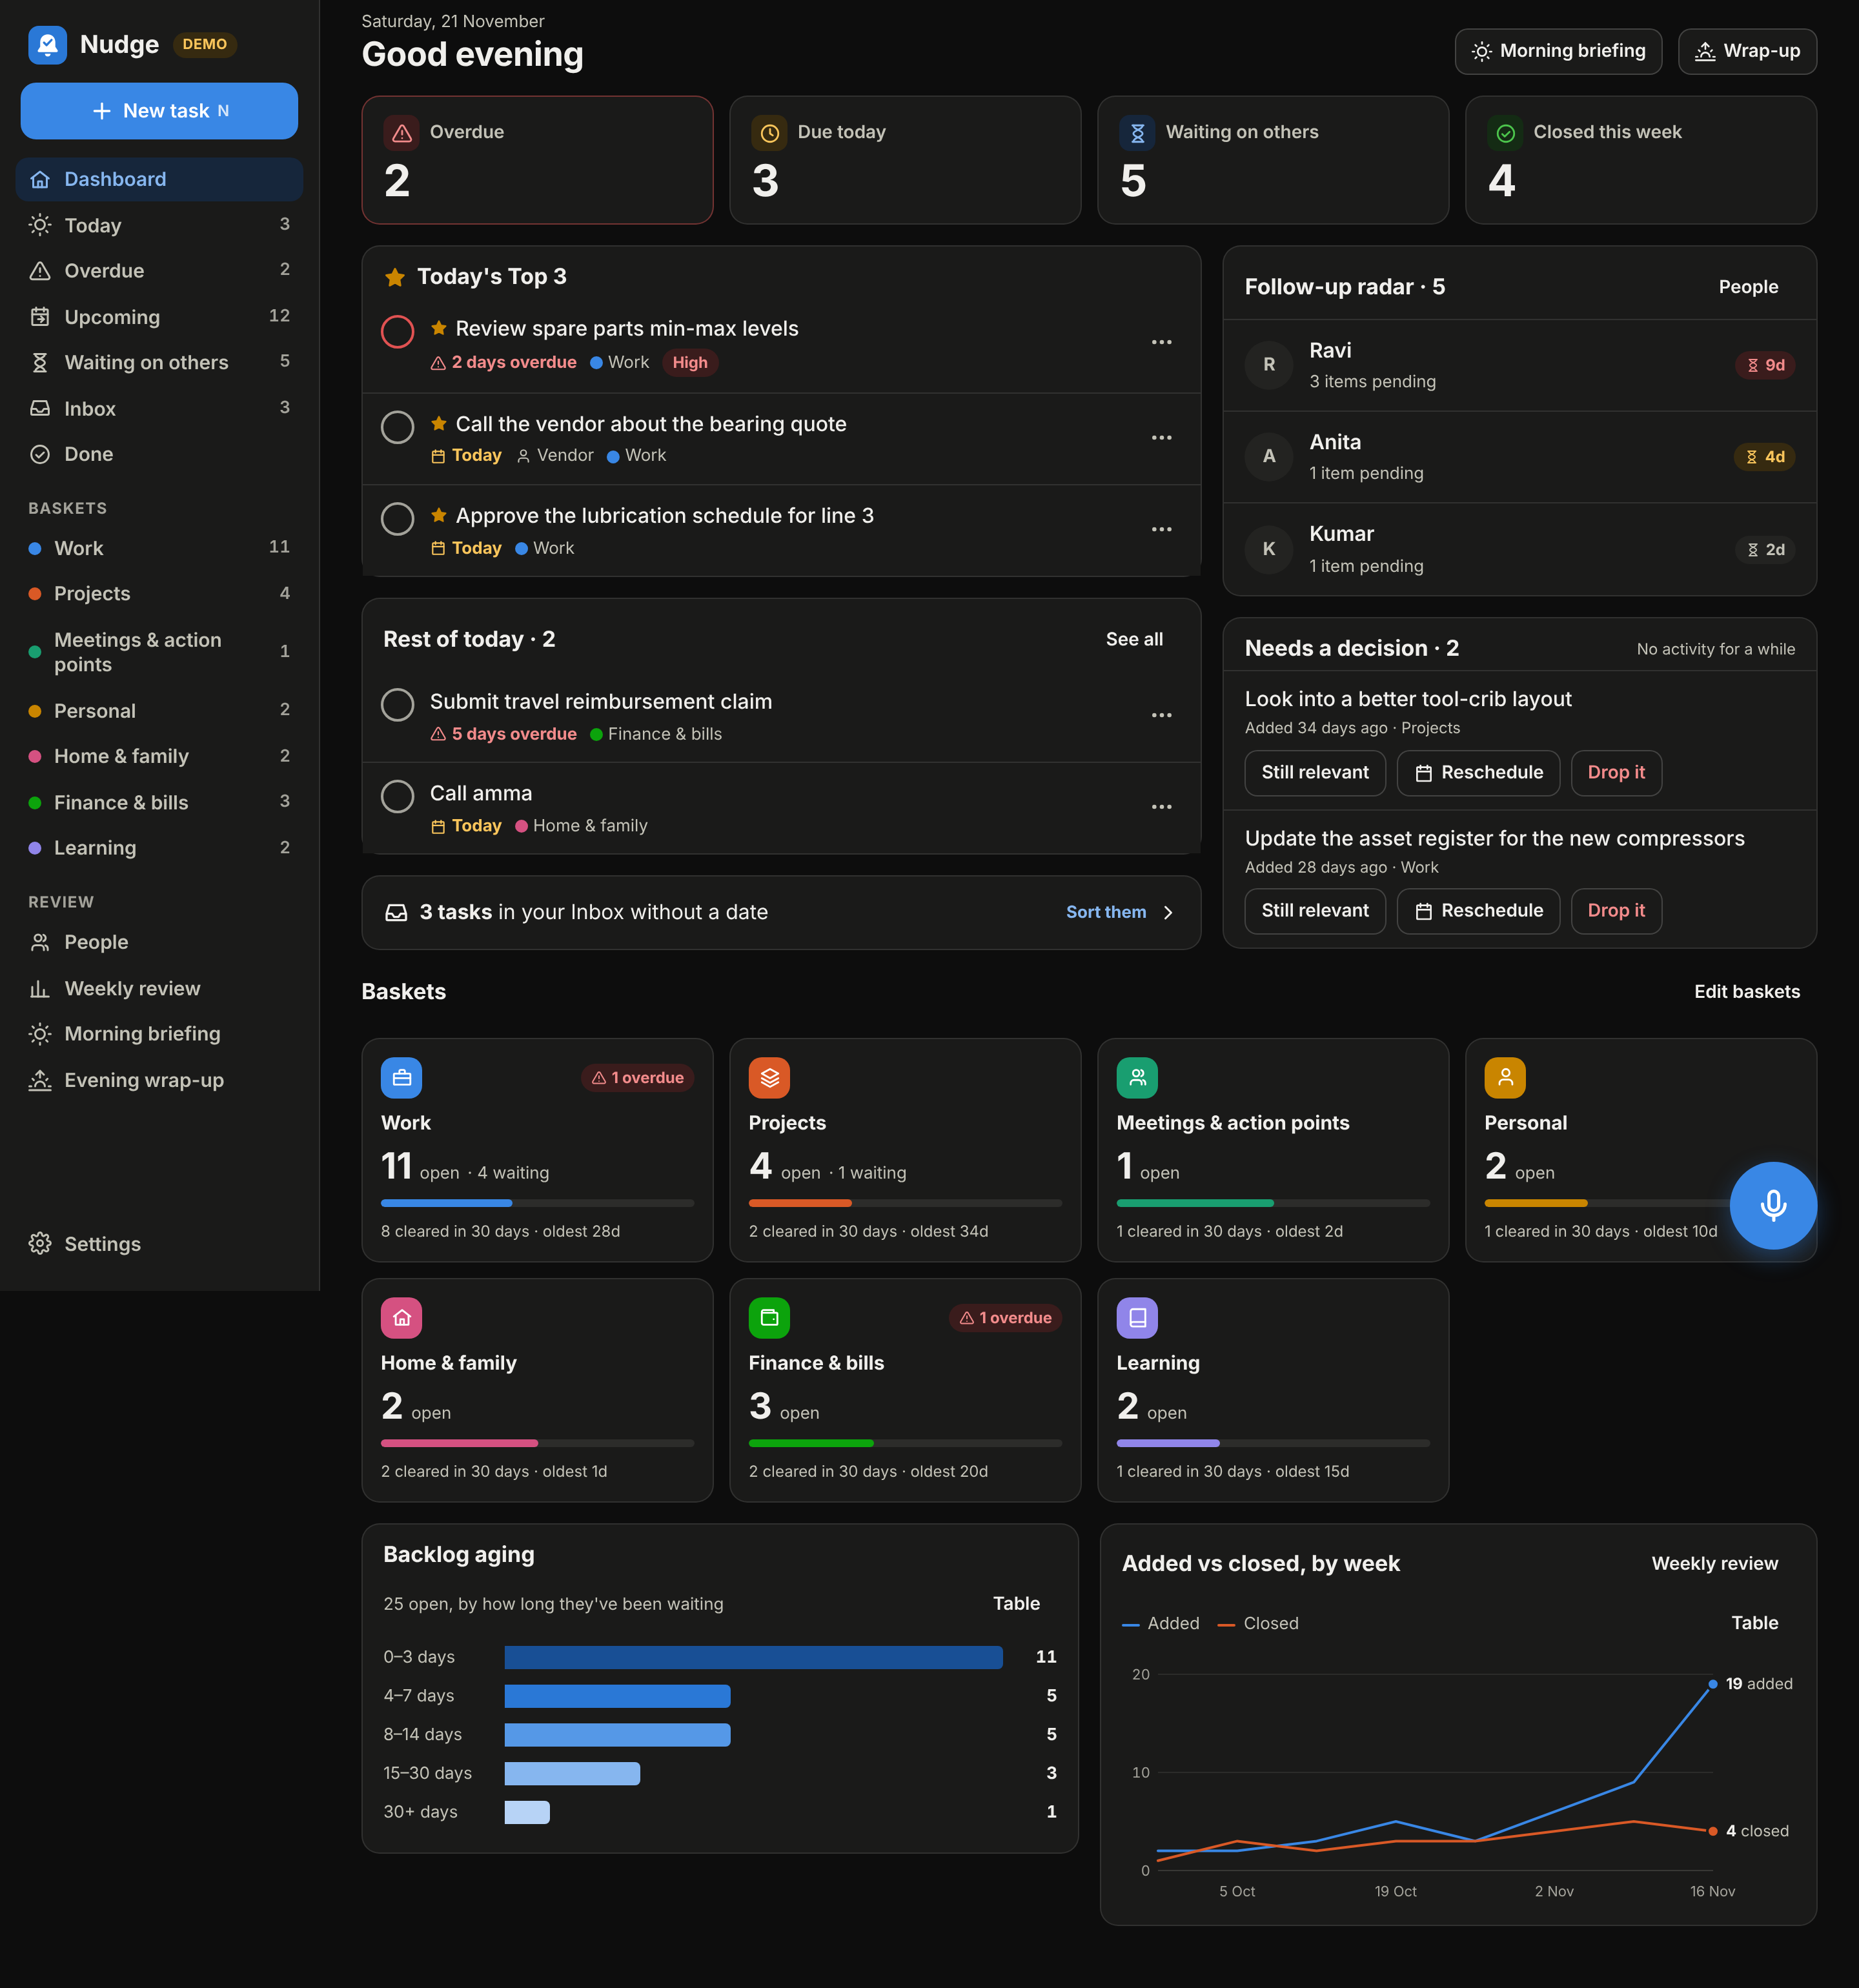 Nudge DEMO
New task N
Dashboard
Today 3
Overdue 2
Upcoming 12
Waiting on others 5
Inbox 3
Done
BASKETS
Work 11
Projects 4
Meetings & action
points 1
Personal 2
Home & family 2
Finance & bills 3
Learning 2
REVIEW
People
Weekly review
Morning briefing
Evening wrap-up
Settings
Saturday, 21 November
Good evening
Morning briefing
Wrap-up
Overdue
2
Due today
3
Waiting on others
5
Closed this week
4
Today's Top 3
Review spare parts min-max levels
2 days overdue Work High
Call the vendor about the bearing quote
Today Vendor Work
Approve the lubrication schedule for line 3
Today Work
Rest of today · 2 See all
Submit travel reimbursement claim
5 days overdue Finance & bills
Call amma
Today Home & family
3 tasks in your Inbox without a date Sort them
Follow-up radar · 5 People
R Ravi 9d
3 items pending
A Anita 4d
1 item pending
K Kumar 2d
1 item pending
Needs a decision · 2 No activity for a while
Look into a better tool-crib layout
Added 34 days ago · Projects
Still relevant Reschedule Drop it
Update the asset register for the new compressors
Added 28 days ago · Work
Still relevant Reschedule Drop it
Baskets Edit baskets
1 overdue
Work
11 open · 4 waiting
8 cleared in 30 days · oldest 28d
Projects
4 open · 1 waiting
2 cleared in 30 days · oldest 34d
Meetings & action points
1 open
1 cleared in 30 days · oldest 2d
Personal
2 open
1 cleared in 30 days · oldest 10d
Home & family
2 open
2 cleared in 30 days · oldest 1d
1 overdue
Finance & bills
3 open
2 cleared in 30 days · oldest 20d
Learning
2 open
1 cleared in 30 days · oldest 15d
Backlog aging
25 open, by how long they've been waiting Table
0–3 days 11
4–7 days 5
8–14 days 5
15–30 days 3
30+ days 1
Added vs closed, by week Weekly review
Added Closed Table
20
19 added
10
4 closed
0
5 Oct 19 Oct 2 Nov 16 Nov